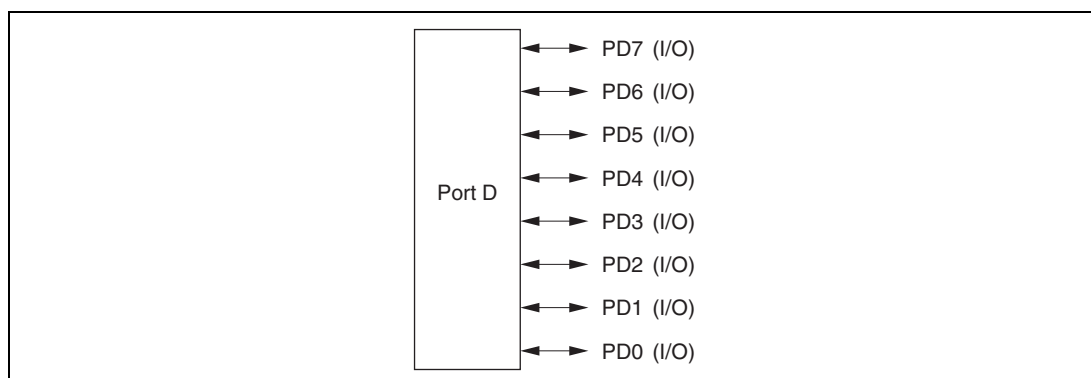 PD7 (I/O)
PD6 (I/O)
PD5 (I/O)
Port D
PD4 (I/O)
PD3 (I/O)
PD2 (I/O)
PD1 (I/O)
PD0 (I/O)